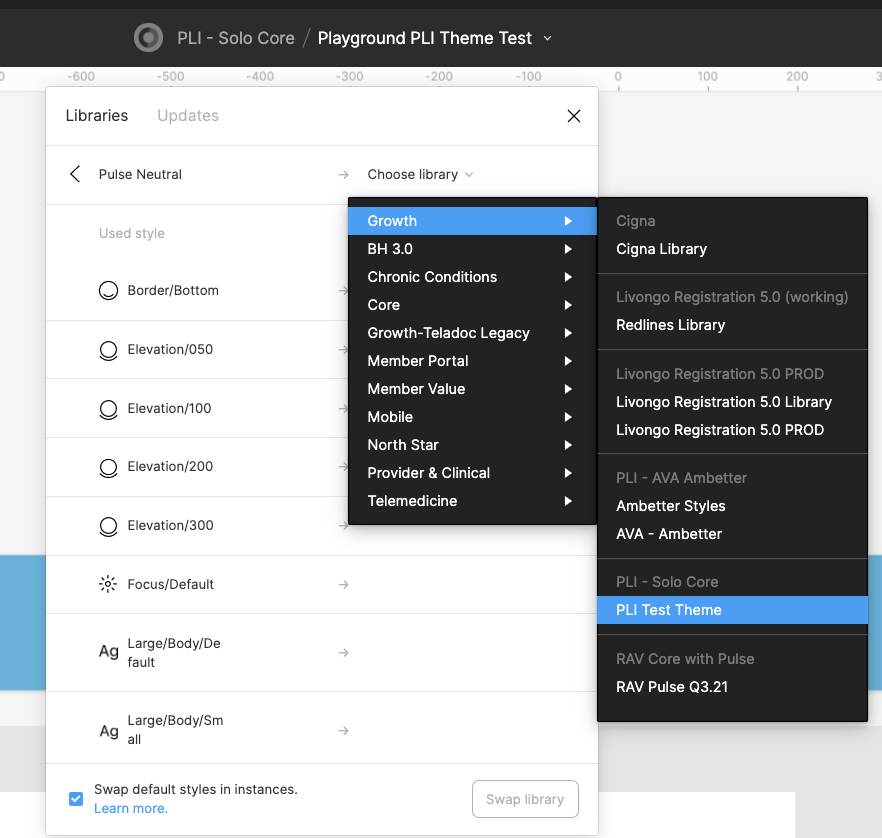 PLI - Solo Core / Playground PLI Theme Test
-600 -500 -400 -300 -200 -100 0 100 200
Libraries Updates
Pulse Neutral → Choose library
Used style
Border/Bottom
Elevation/050
Elevation/100
Elevation/200
Elevation/300
Focus/Default
Ag Large/Body/De
fault
Ag Large/Body/Sm
all
Growth
BH 3.0
Chronic Conditions
Core
Growth-Teladoc Legacy
Member Portal
Member Value
Mobile
North Star
Provider & Clinical
Telemedicine
Cigna
Cigna Library
Livongo Registration 5.0 (working)
Redlines Library
Livongo Registration 5.0 PROD
Livongo Registration 5.0 Library
Livongo Registration 5.0 PROD
PLI - AVA Ambetter
Ambetter Styles
AVA - Ambetter
PLI - Solo Core
PLI Test Theme
RAV Core with Pulse
RAV Pulse Q3.21
Swap default styles in instances.
Learn more.
Swap library